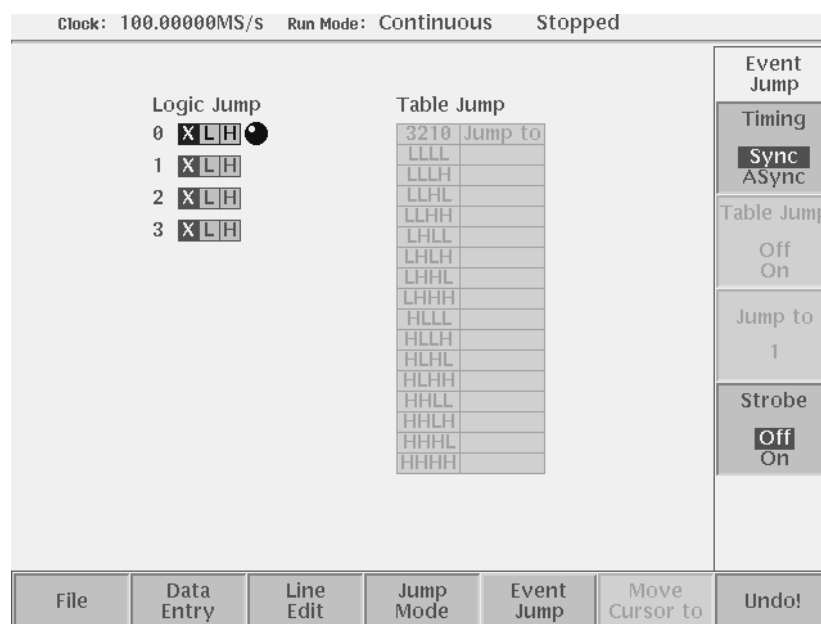 Clock: 100.00000MS/s Run Mode: Continuous Stopped
Logic Jump
0 X L H
1 X L H
2 X L H
3 X L H
Table Jump
3210 Jump to
LLLL
LLLH
LLHL
LLHH
LHLL
LHLH
LHHL
LHHH
HLLL
HLLH
HLHL
HLHH
HHLL
HHLH
HHHL
HHHH
Event
Jump
Timing
Sync
ASync
Table Jump
Off
On
Jump to
1
Strobe
Off
On
File
Data
Entry
Line
Edit
Jump
Mode
Event
Jump
Move
Cursor to
Undo!